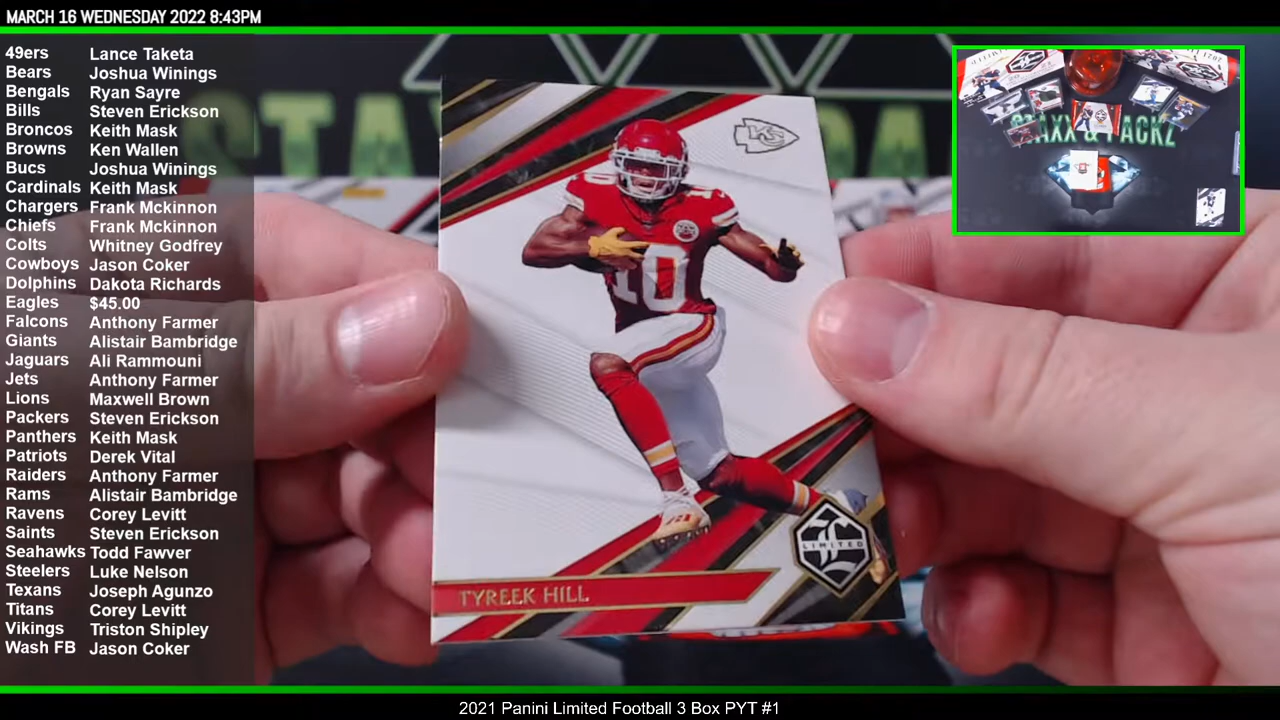 MARCH 16 WEDNESDAY 2022 8:43PM
49ers Lance Taketa
Bears Joshua Winings
Bengals Ryan Sayre
Bills Steven Erickson
Broncos Keith Mask
Browns Ken Wallen
Bucs Joshua Winings
Cardinals Keith Mask
Chargers Frank Mckinnon
Chiefs Frank Mckinnon
Colts Whitney Godfrey
Cowboys Jason Coker
Dolphins Dakota Richards
Eagles $45.00
Falcons Anthony Farmer
Giants Alistair Bambridge
Jaguars Ali Rammouni
Jets Anthony Farmer
Lions Maxwell Brown
Packers Steven Erickson
Panthers Keith Mask
Patriots Derek Vital
Raiders Anthony Farmer
Rams Alistair Bambridge
Ravens Corey Levitt
Saints Steven Erickson
Seahawks Todd Fawver
Steelers Luke Nelson
Texans Joseph Agunzo
Titans Corey Levitt
Vikings Triston Shipley
Wash FB Jason Coker
KC
10
10
LIMITED
TYREEK HILL
STAXX & PACKZ
2021 Panini Limited Football 3 Box PYT #1